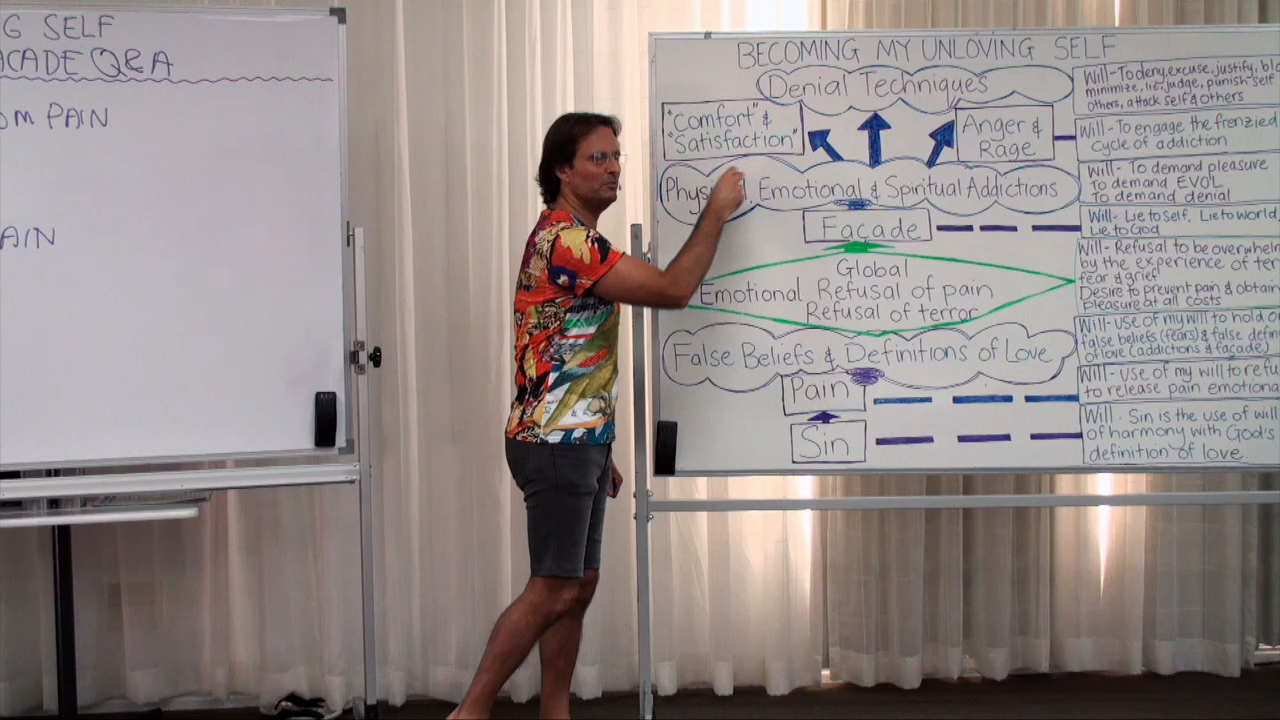 G SELF
ACADE Q&A
OM PAIN
AIN
BECOMING MY UNLOVING SELF
Denial Techniques
"Comfort" &
"Satisfaction"
Anger &
Rage
Emotional & Spiritual Addictions
Façade
Global
Emotional Refusal of pain
Refusal of terror
False Beliefs & Definitions of Love
Pain
Sin
Will - To deny, excuse, justify, bl
minimize, lie, judge, punish self
others, attack self & others
Will - To engage the frenzied
cycle of addiction
Will - To demand pleasure
To demand EVOL
To demand denial
Will - Lie to Self, Lie to World
Lie to God
Will - Refusal to be overwhelm
by the experience of ter
fear & grief
Desire to prevent pain & obtain
pleasure at all costs
Will - use of my will to hold o
false beliefs (fears) & false defin
of love (addictions & facade)
Will - use of my will to refu
to release pain emotiona
Will - Sin is the use of will
of harmony with God's
definition of love.